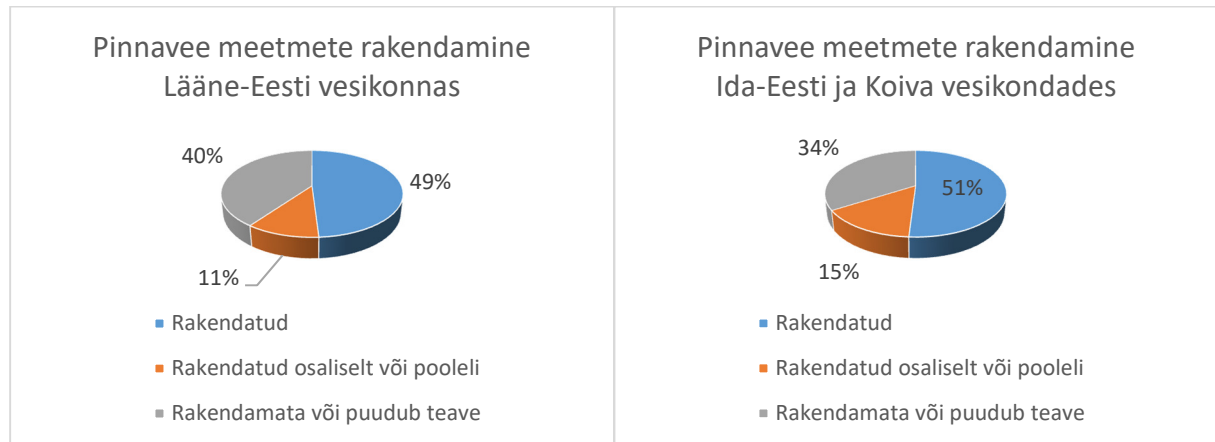 Pinnavee meetmete rakendamine
Lääne-Eesti vesikonnas
40%
49%
11%
Rakendatud
Rakendatud osaliselt või pooleli
Rakendamata või puudub teave
Pinnavee meetmete rakendamine
Ida-Eesti ja Koiva vesikondades
34%
51%
15%
Rakendatud
Rakendatud osaliselt või pooleli
Rakendamata või puudub teave